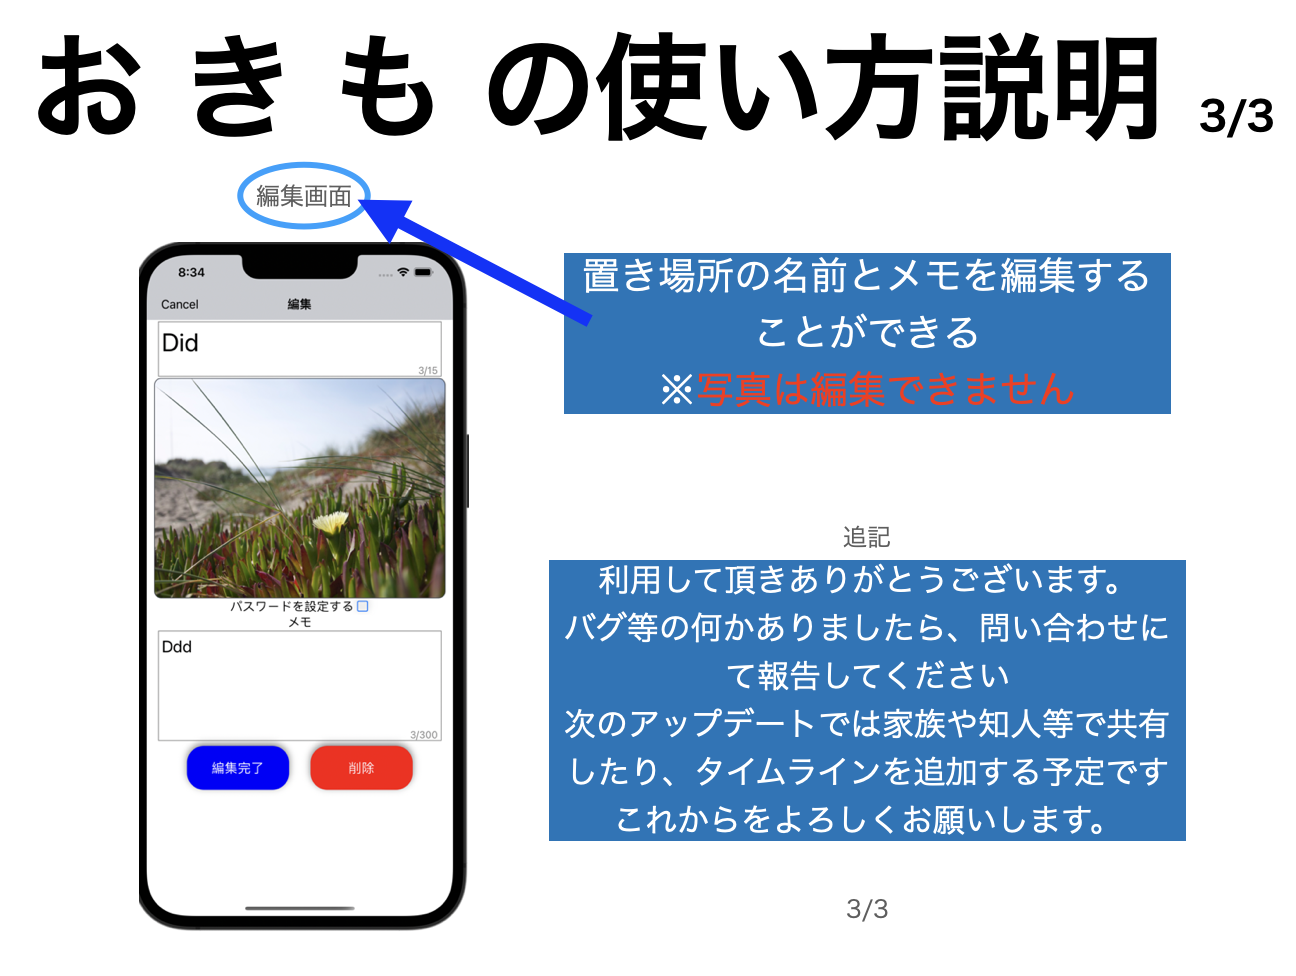 おきもの使い方説明 3/3
編集画面
8:34
Cancel 編集
Did
3/15
パスワードを設定する
メモ
Ddd
3/300
編集完了 削除
置き場所の名前とメモを編集する
ことができる
※写真は編集できません
追記
利用して頂きありがとうございます。
バグ等の何かありましたら、問い合わせに
て報告してください
次のアップデートでは家族や知人等で共有
したり、タイムラインを追加する予定です
これからをよろしくお願いします。
3/3